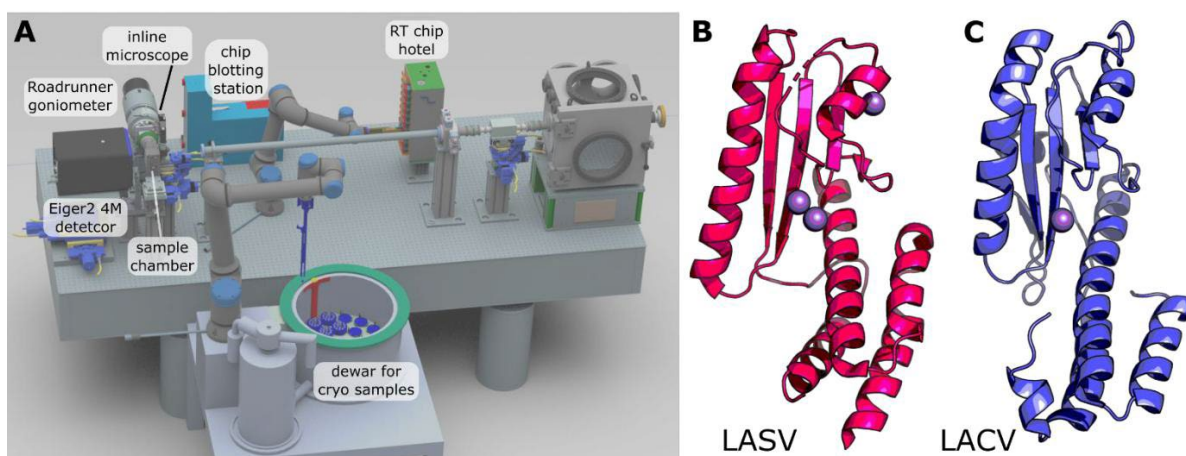 A
inline
microscope
chip
blotting
station
RT chip
hotel
Roadrunner
goniometer
Eiger2 4M
detetcor
sample
chamber
dewar for
cryo samples
B
LASV
C
LACV